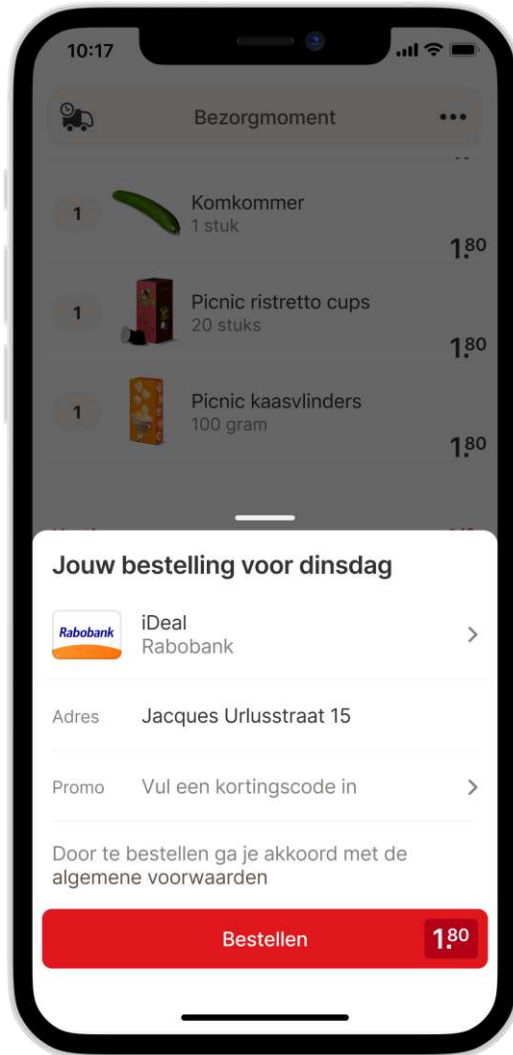 10:17
Bezorgmoment
1
Komkommer
1 stuk
1.80
1
Picnic ristretto cups
20 stuks
1.80
1
Picnic kaasvlinders
100 gram
1.80
Jouw bestelling voor dinsdag
Rabobank
iDeal
Rabobank
Adres
Jacques Urlusstraat 15
Promo
Vul een kortingscode in
Door te bestellen ga je akkoord met de
algemene voorwaarden
Bestellen
1.80